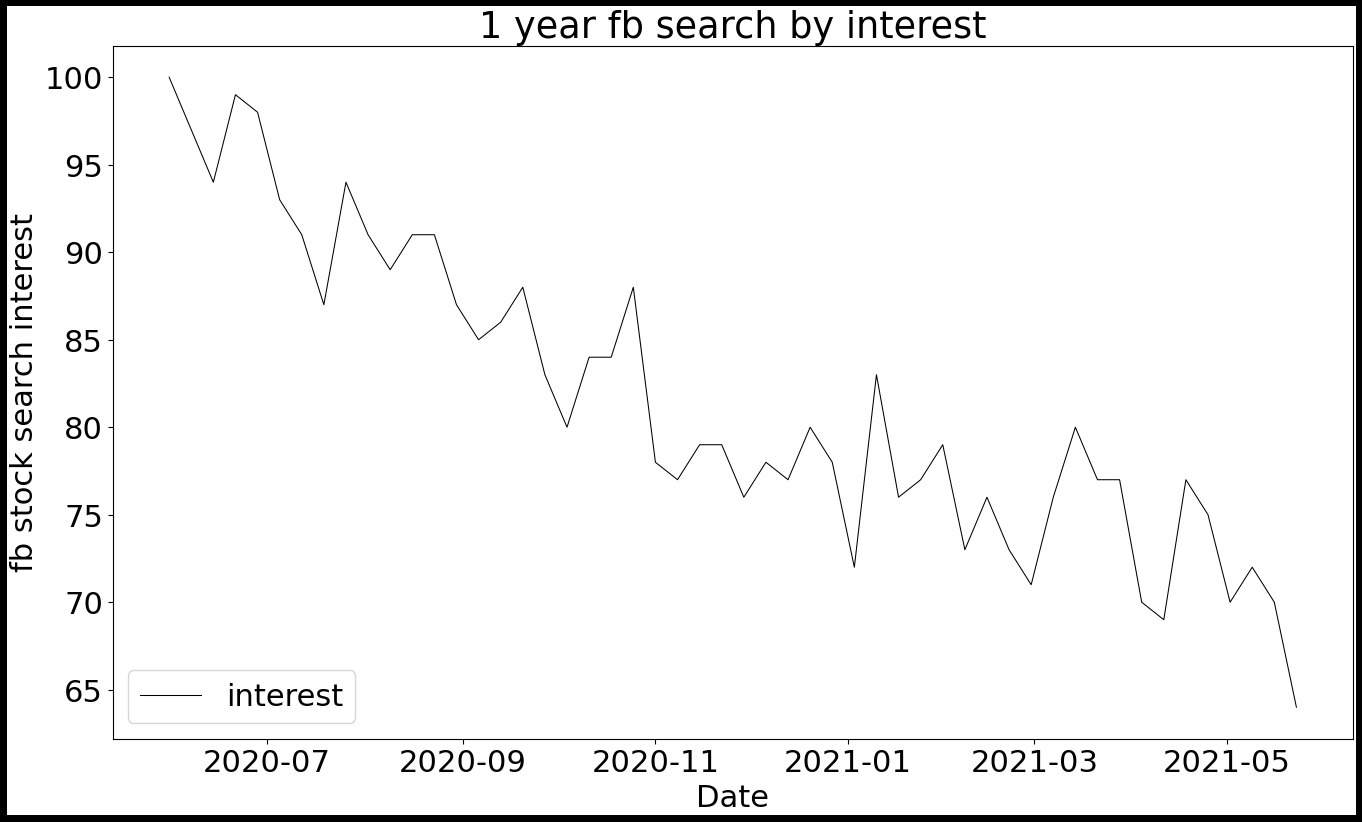 1 year fb search by interest
fb stock search interest
100
95
90
85
80
75
70
65
interest
2020-07 2020-09 2020-11 2021-01 2021-03 2021-05
Date